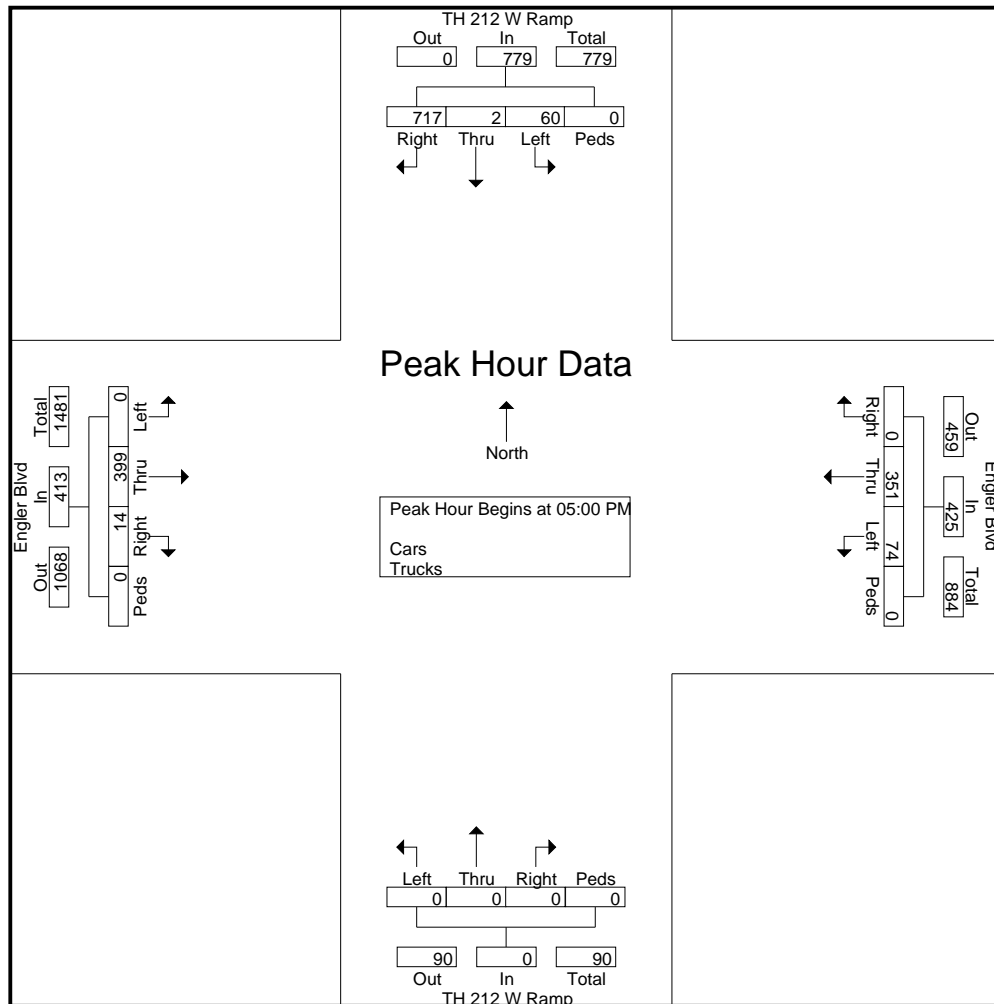 TH 212 W Ramp
Out In Total
0 779 779
717 2 60 0
Right Thru Left Peds
Peak Hour Data
North
Peak Hour Begins at 05:00 PM
Cars
Trucks
Engler Blvd
Out In Total
1068 413 1481
Left Thru Right Peds
0 399 14 0
Right Thru Left Peds
0 351 74 0
Out In Total
459 425 884
Engler Blvd
Left Thru Right Peds
0 0 0 0
90 0 90
Out In Total
TH 212 W Ramp